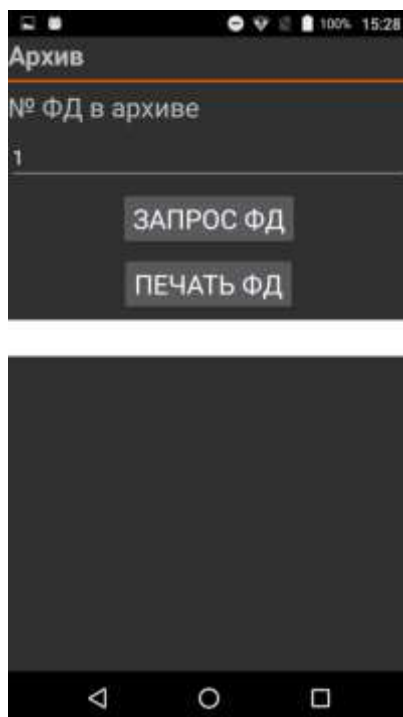 100% 15:28
Архив
№ ФД в архиве
1
ЗАПРОС ФД
ПЕЧАТЬ ФД